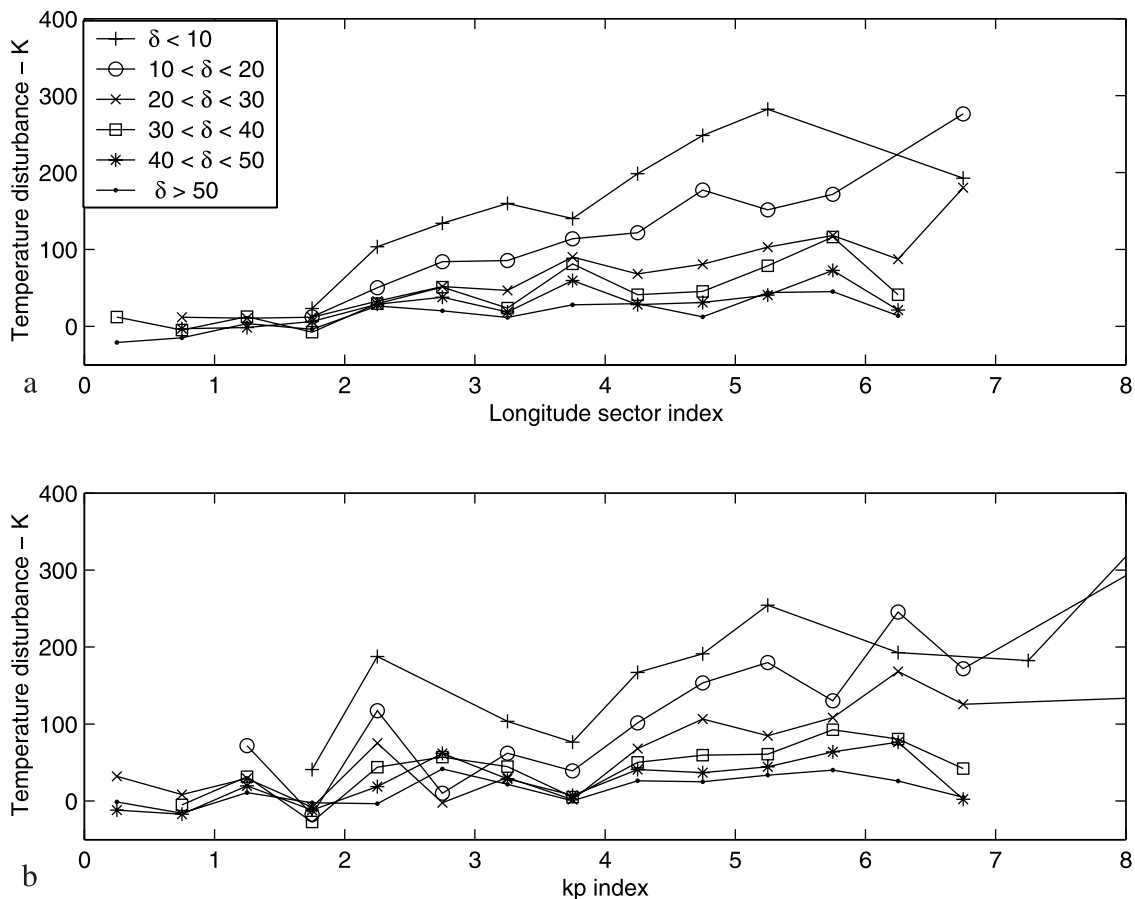 400
300
200
100
0
Temperature disturbance – K
δ < 10
10 < δ < 20
20 < δ < 30
30 < δ < 40
40 < δ < 50
δ > 50
0 1 2 3 4 5 6 7 8
Longitude sector index
a
400
300
200
100
0
Temperature disturbance – K
0 1 2 3 4 5 6 7 8
kp index
b